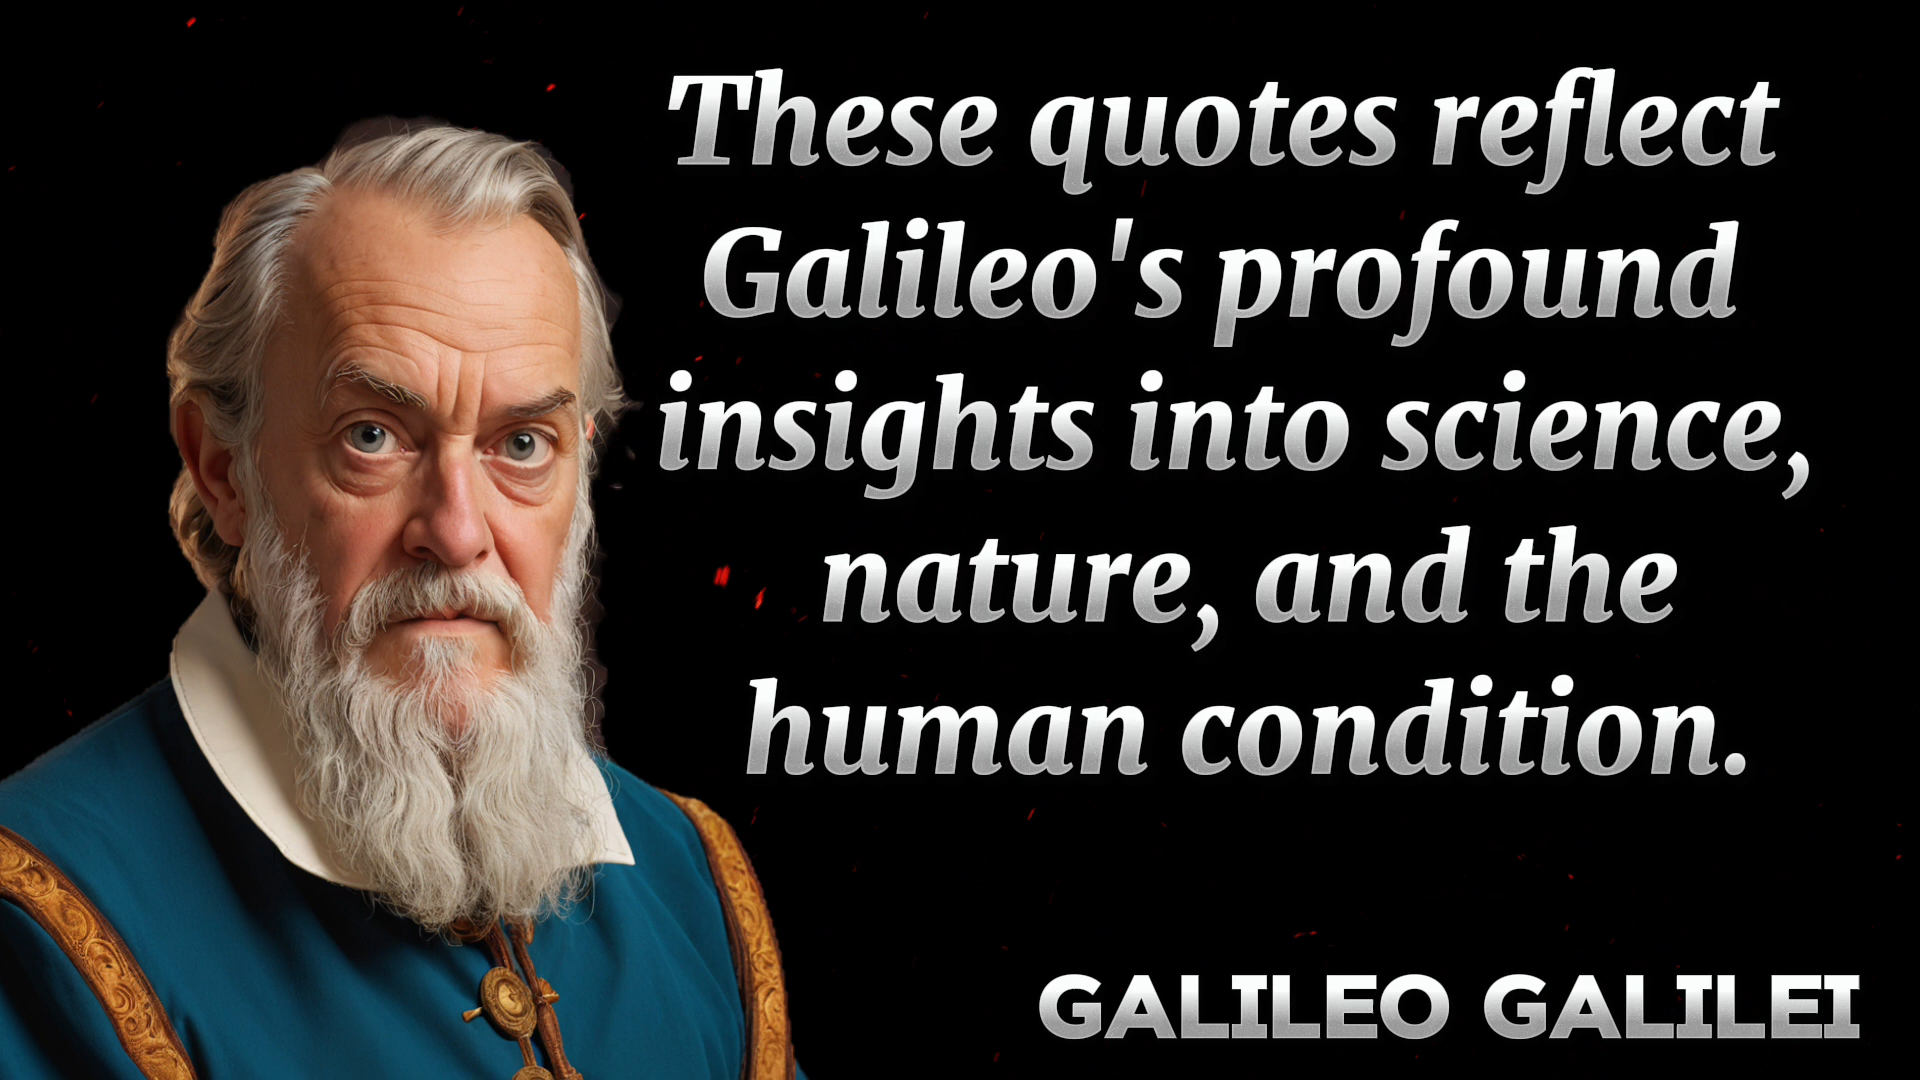 These quotes reflect
Galileo's profound
insights into science,
nature, and the
human condition.
GALILEO GALILEI